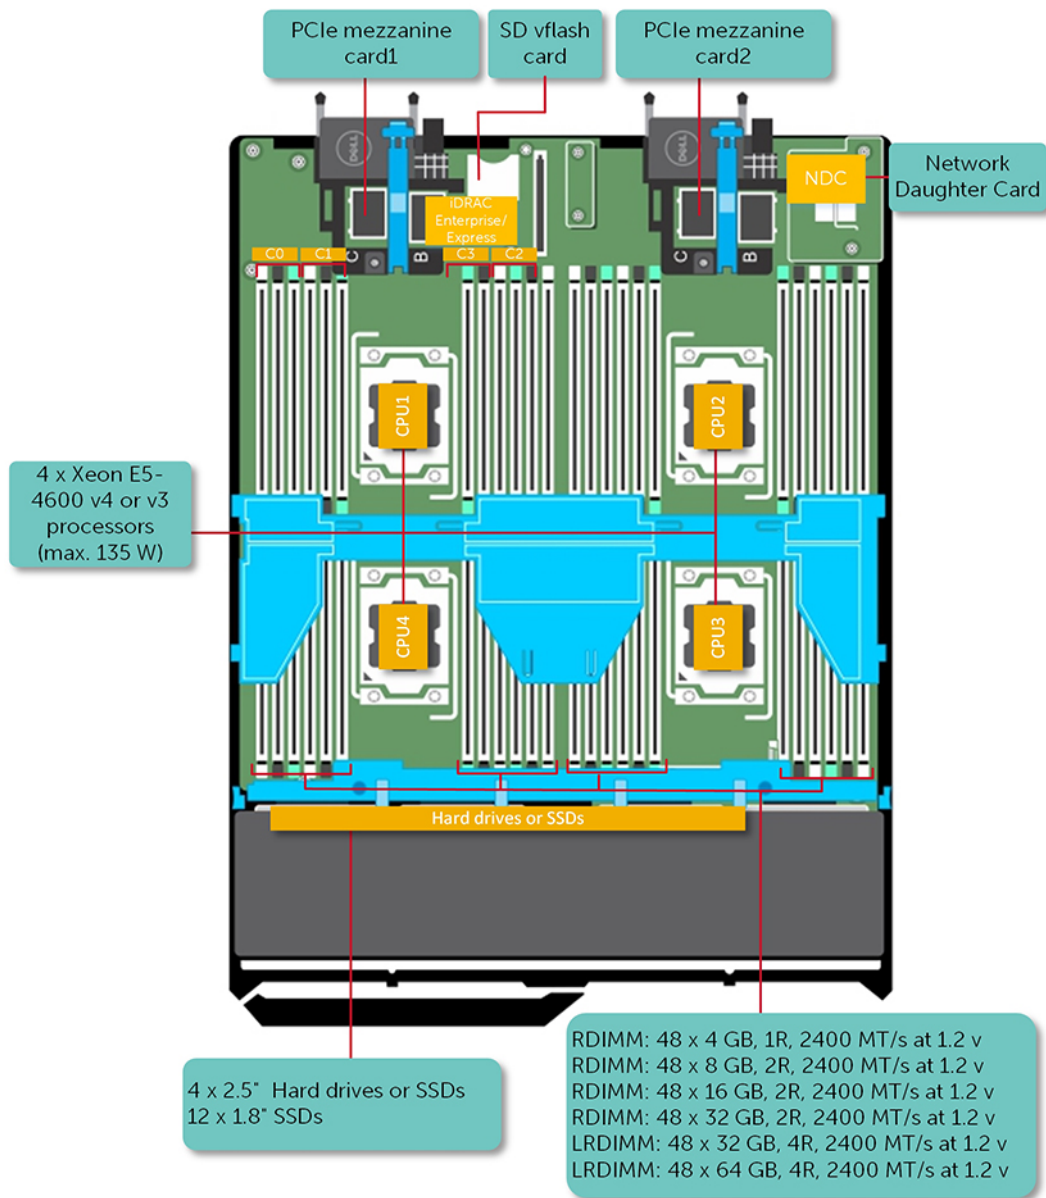 PCIe mezzanine
card1
SD vflash
card
PCIe mezzanine
card2
DELL
DELL
NDC
Network
Daughter Card
iDRAC
Enterprise/
Express
C0
C1
C3
C2
C
B
C
B
CPU1
CPU2
4 x Xeon E5-
4600 v4 or v3
processors
(max. 135 W)
CPU4
CPU3
Hard drives or SSDs
4 x 2.5" Hard drives or SSDs
12 x 1.8" SSDs
RDIMM: 48 x 4 GB, 1R, 2400 MT/s at 1.2 v
RDIMM: 48 x 8 GB, 2R, 2400 MT/s at 1.2 v
RDIMM: 48 x 16 GB, 2R, 2400 MT/s at 1.2 v
RDIMM: 48 x 32 GB, 2R, 2400 MT/s at 1.2 v
LRDIMM: 48 x 32 GB, 4R, 2400 MT/s at 1.2 v
LRDIMM: 48 x 64 GB, 4R, 2400 MT/s at 1.2 v